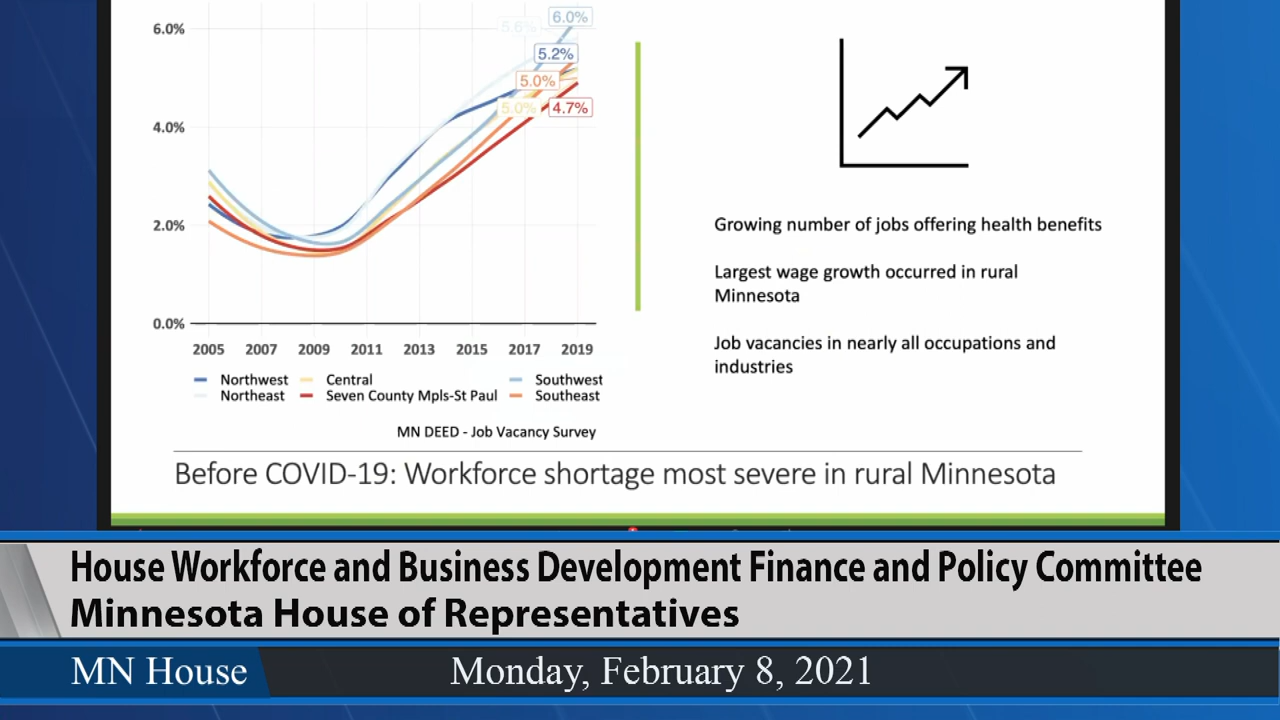 6.0%
4.0%
2.0%
0.0%
5.6%
6.0%
5.2%
5.0%
5.0%
4.7%
2005 2007 2009 2011 2013 2015 2017 2019
Northwest Central Southwest
Northeast Seven County Mpls-St Paul Southeast
MN DEED - Job Vacancy Survey
Growing number of jobs offering health benefits
Largest wage growth occurred in rural
Minnesota
Job vacancies in nearly all occupations and
industries
Before COVID-19: Workforce shortage most severe in rural Minnesota
House Workforce and Business Development Finance and Policy Committee
Minnesota House of Representatives
MN House Monday, February 8, 2021